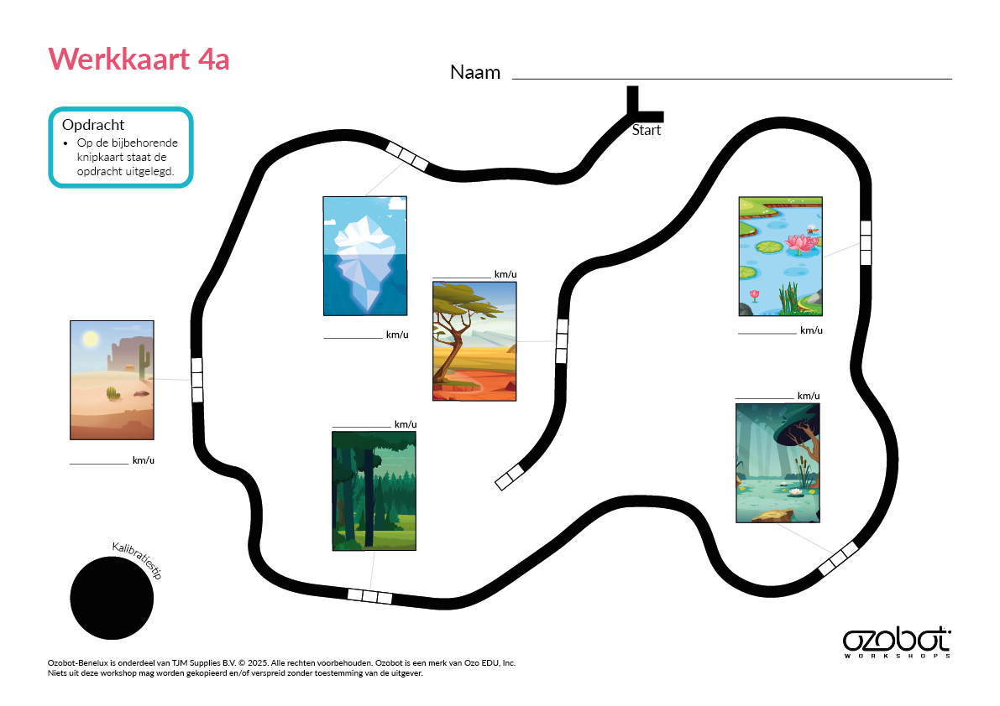 Werkkaart 4a
Naam
Opdracht
• Op de bijbehorende
knipkaart staat de
opdracht uitgelegd.
Start
km/u
km/u
km/u
km/u
km/u
km/u
Kalibratiestip
ozobot
WORKSHOPS
Ozobot-Benelux is onderdeel van TJM Supplies B.V. © 2025. Alle rechten voorbehouden. Ozobot is een merk van Ozo EDU, Inc.
Niets uit deze workshop mag worden gekopieerd en/of verspreid zonder toestemming van de uitgever.